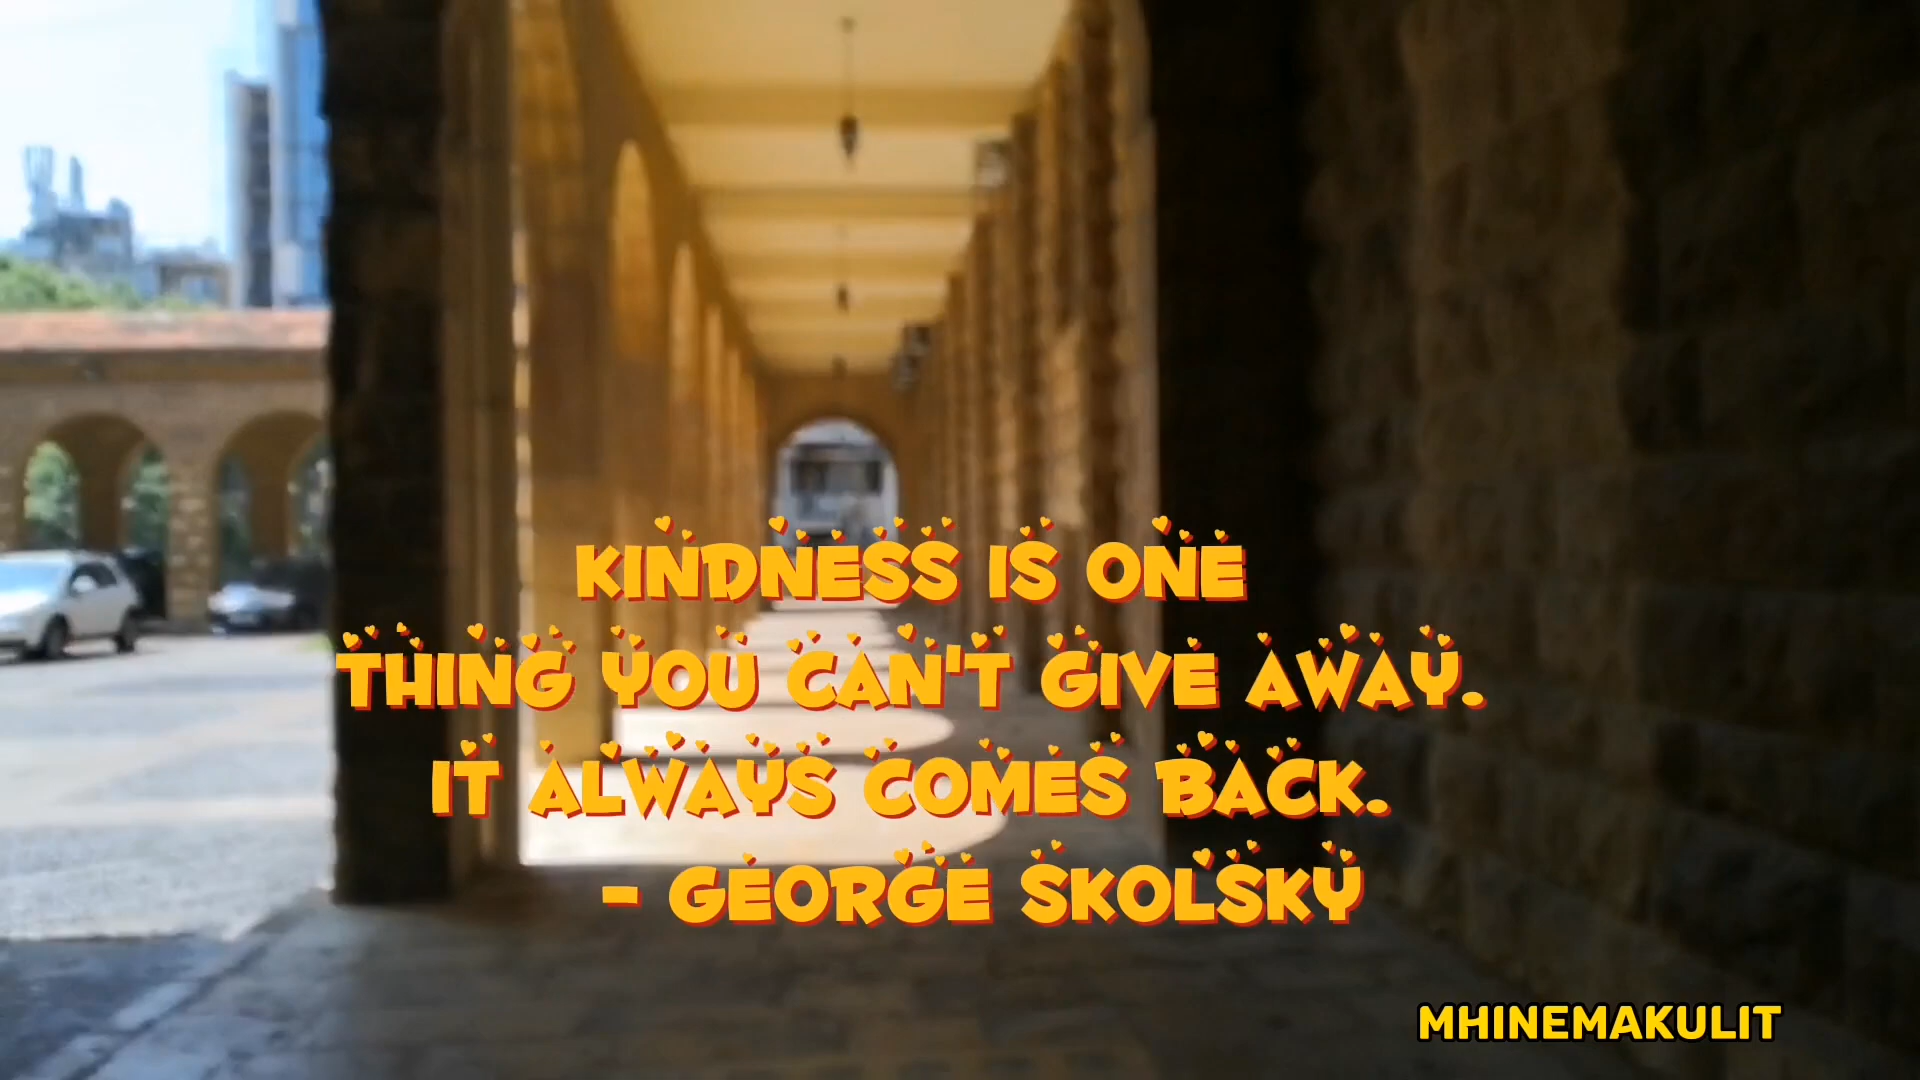 KINDNESS IS ONE
THING YOU CAN'T GIVE AWAY.
IT ALWAYS COMES BACK.
- GEORGE SKOLSKY
MHINEMAKULIT